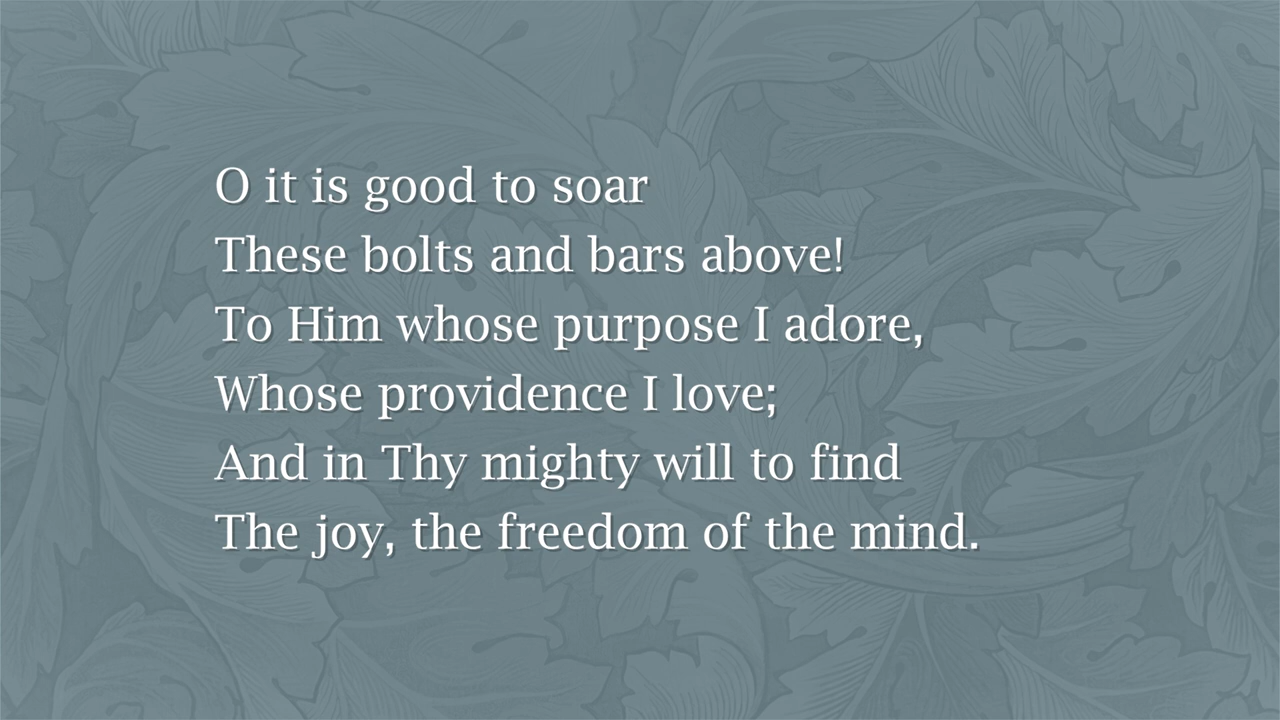 O it is good to soar
These bolts and bars above!
To Him whose purpose I adore,
Whose providence I love;
And in Thy mighty will to find
The joy, the freedom of the mind.